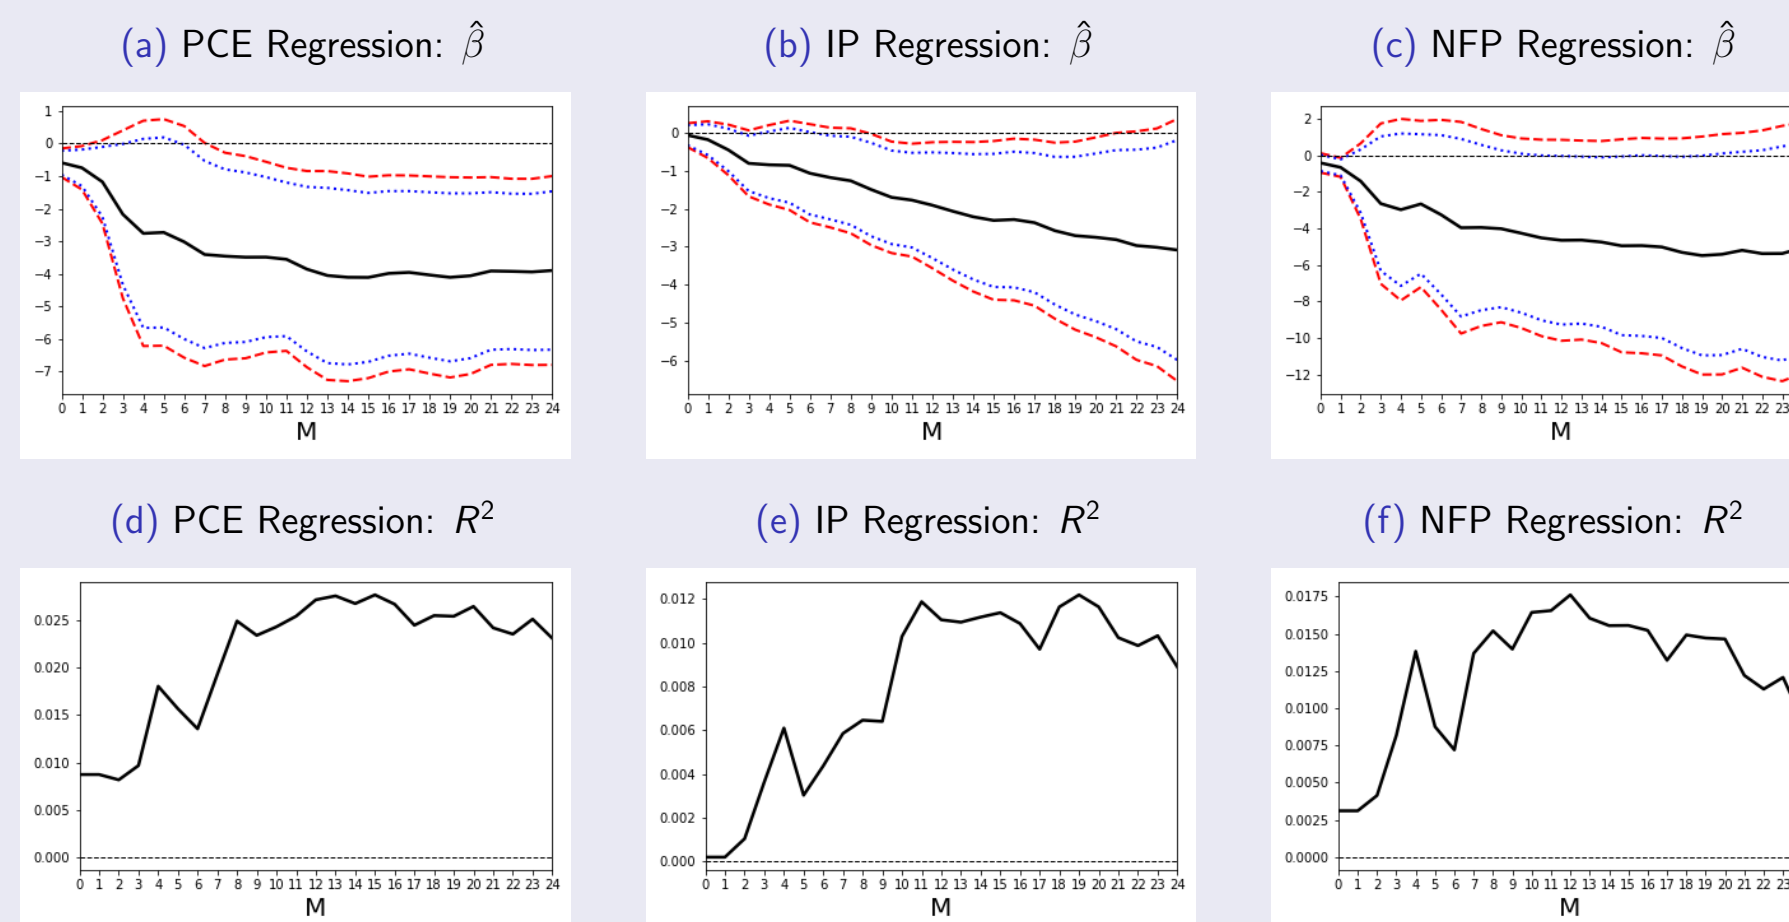 (a) PCE Regression: β̂
(b) IP Regression: β̂
(c) NFP Regression: β̂
1
0
−1
−2
−3
−4
−5
−6
−7
0 1 2 3 4 5 6 7 8 9 10 11 12 13 14 15 16 17 18 19 20 21 22 23 24
M
0
−1
−2
−3
−4
−5
−6
0 1 2 3 4 5 6 7 8 9 10 11 12 13 14 15 16 17 18 19 20 21 22 23 24
M
2
0
−2
−4
−6
−8
−10
−12
0 1 2 3 4 5 6 7 8 9 10 11 12 13 14 15 16 17 18 19 20 21 22 23
M
(d) PCE Regression: R²
(e) IP Regression: R²
(f) NFP Regression: R²
0.025
0.020
0.015
0.010
0.005
0.000
0 1 2 3 4 5 6 7 8 9 10 11 12 13 14 15 16 17 18 19 20 21 22 23 24
M
0.012
0.010
0.008
0.006
0.004
0.002
0.000
0 1 2 3 4 5 6 7 8 9 10 11 12 13 14 15 16 17 18 19 20 21 22 23 24
M
0.0175
0.0150
0.0125
0.0100
0.0075
0.0050
0.0025
0.0000
0 1 2 3 4 5 6 7 8 9 10 11 12 13 14 15 16 17 18 19 20 21 22 23
M